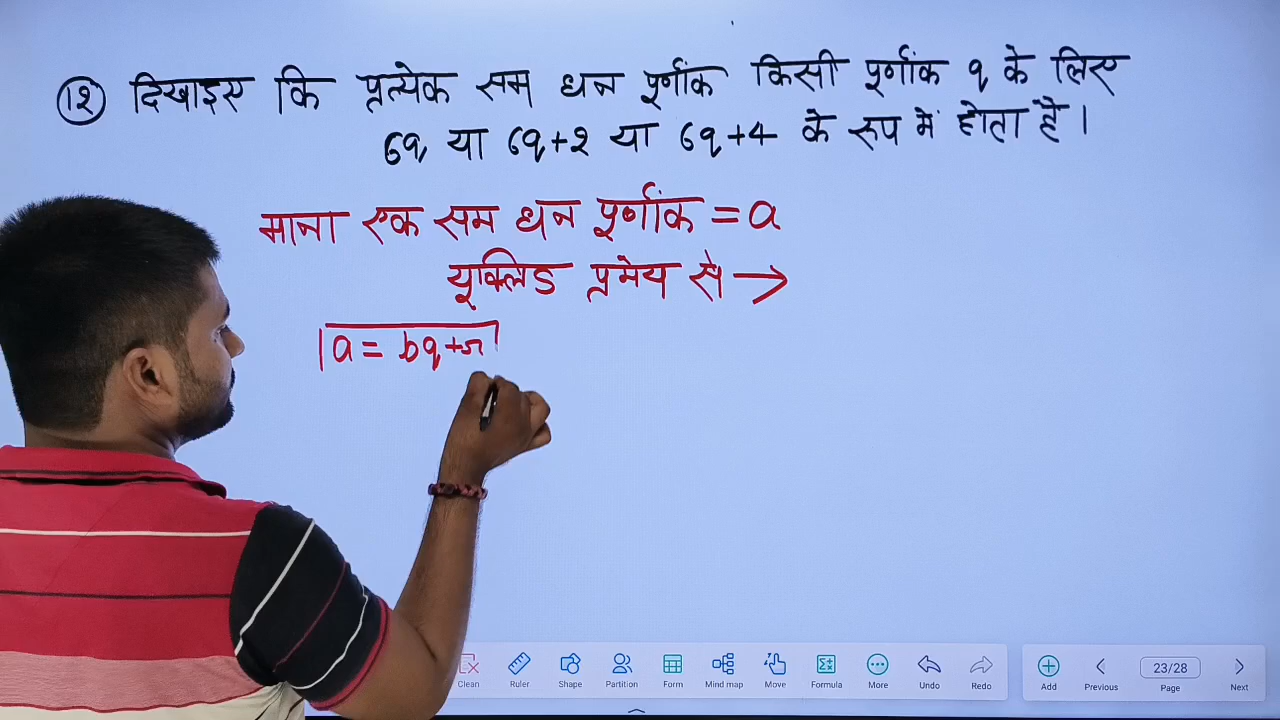 (12) दिखाइए कि प्रत्येक सम धन पूर्णांक किसी पूर्णांक q के लिए
6q या 6q+2 या 6q+4 के रूप में होता है।
माना एक सम धन पूर्णांक = a
यूक्लिड प्रमेय से →
a = bq+r
Clean Ruler Shape Partition Form Mind map Move Formula More Undo Redo Add Previous 23/28 Page Next